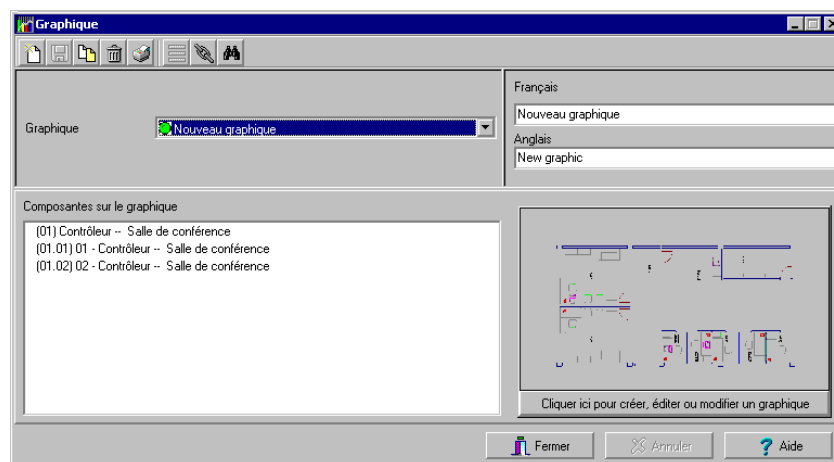 Graphique
Français
Nouveau graphique
Graphique
Nouveau graphique
Anglais
New graphic
Composantes sur le graphique
(01) Contrôleur -- Salle de conférence
(01.01) 01 - Contrôleur -- Salle de conférence
(01.02) 02 - Contrôleur -- Salle de conférence
Cliquer ici pour créer, éditer ou modifier un graphique
Fermer
Annuler
Aide